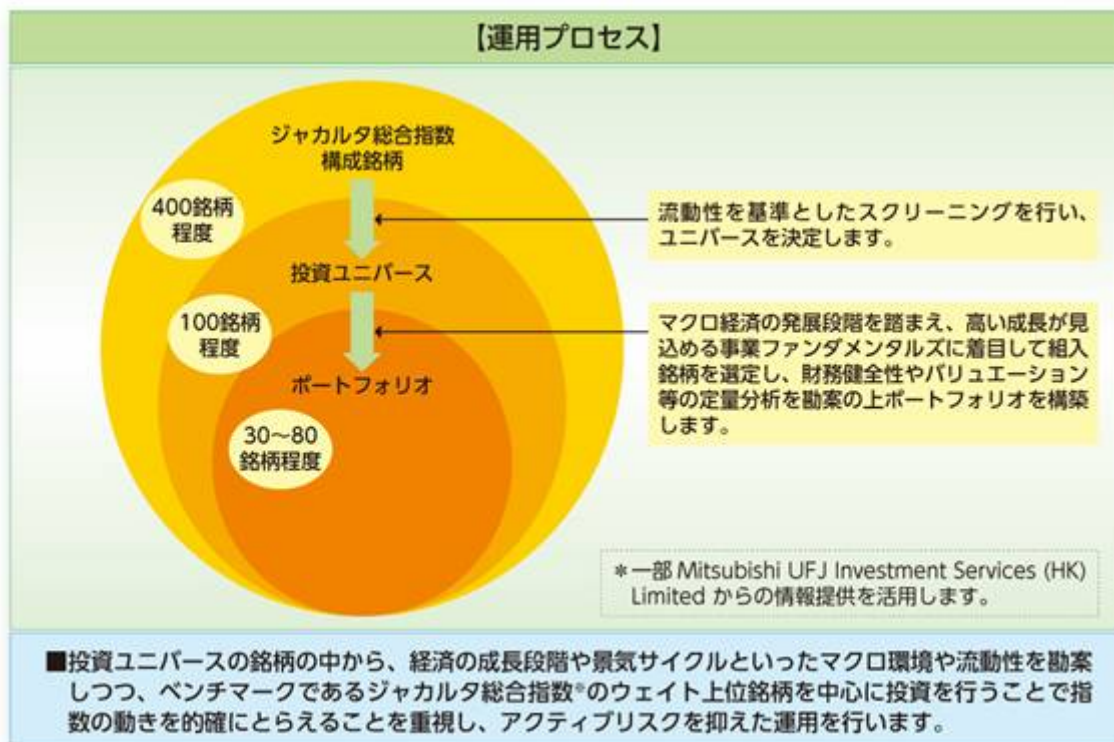 【運用プロセス】
ジャカルタ総合指数
構成銘柄
400銘柄
程度
流動性を基準としたスクリーニングを行い、
ユニバースを決定します。
投資ユニバース
100銘柄
程度
マクロ経済の発展段階を踏まえ、高い成長が見
込める事業ファンダメンタルズに着目して組入
銘柄を選定し、財務健全性やバリュエーション
等の定量分析を勘案の上ポートフォリオを構築
します。
ポートフォリオ
30～80
銘柄程度
*一部 Mitsubishi UFJ Investment Services (HK)
Limited からの情報提供を活用します。
■投資ユニバースの銘柄の中から、経済の成長段階や景気サイクルといったマクロ環境や流動性を勘案
しつつ、ベンチマークであるジャカルタ総合指数※のウェイト上位銘柄を中心に投資を行うことで指
数の動きを的確にとらえることを重視し、アクティブリスクを抑えた運用を行います。